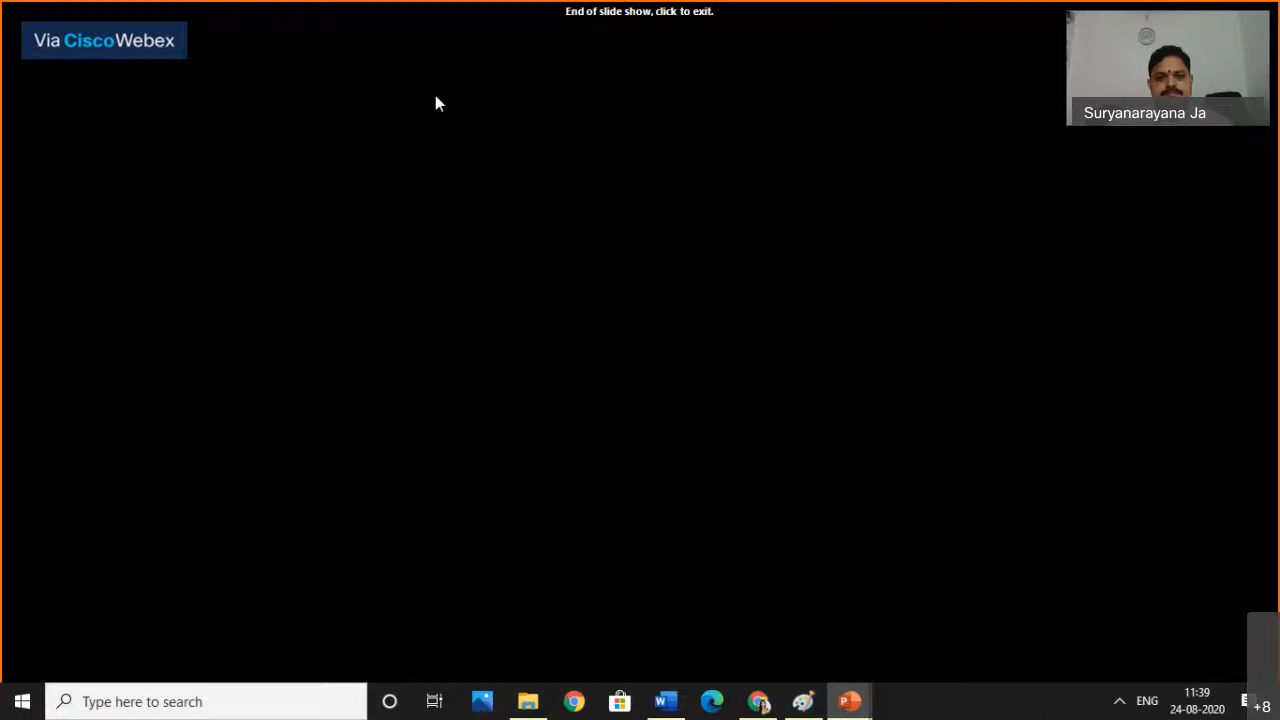 End of slide show, click to exit.
Via CiscoWebex
Suryanarayana Ja
Type here to search
ENG
11:39
24-08-2020
+8